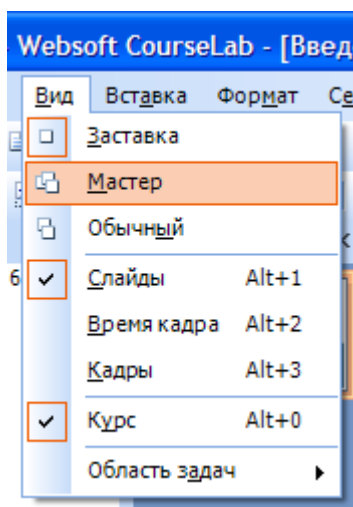 Websoft CourseLab - [Введ
Вид Вставка Формат Се
Заставка
Мастер
Обычный
Слайды Alt+1
Время кадра Alt+2
Кадры Alt+3
Курс Alt+0
Область задач
6